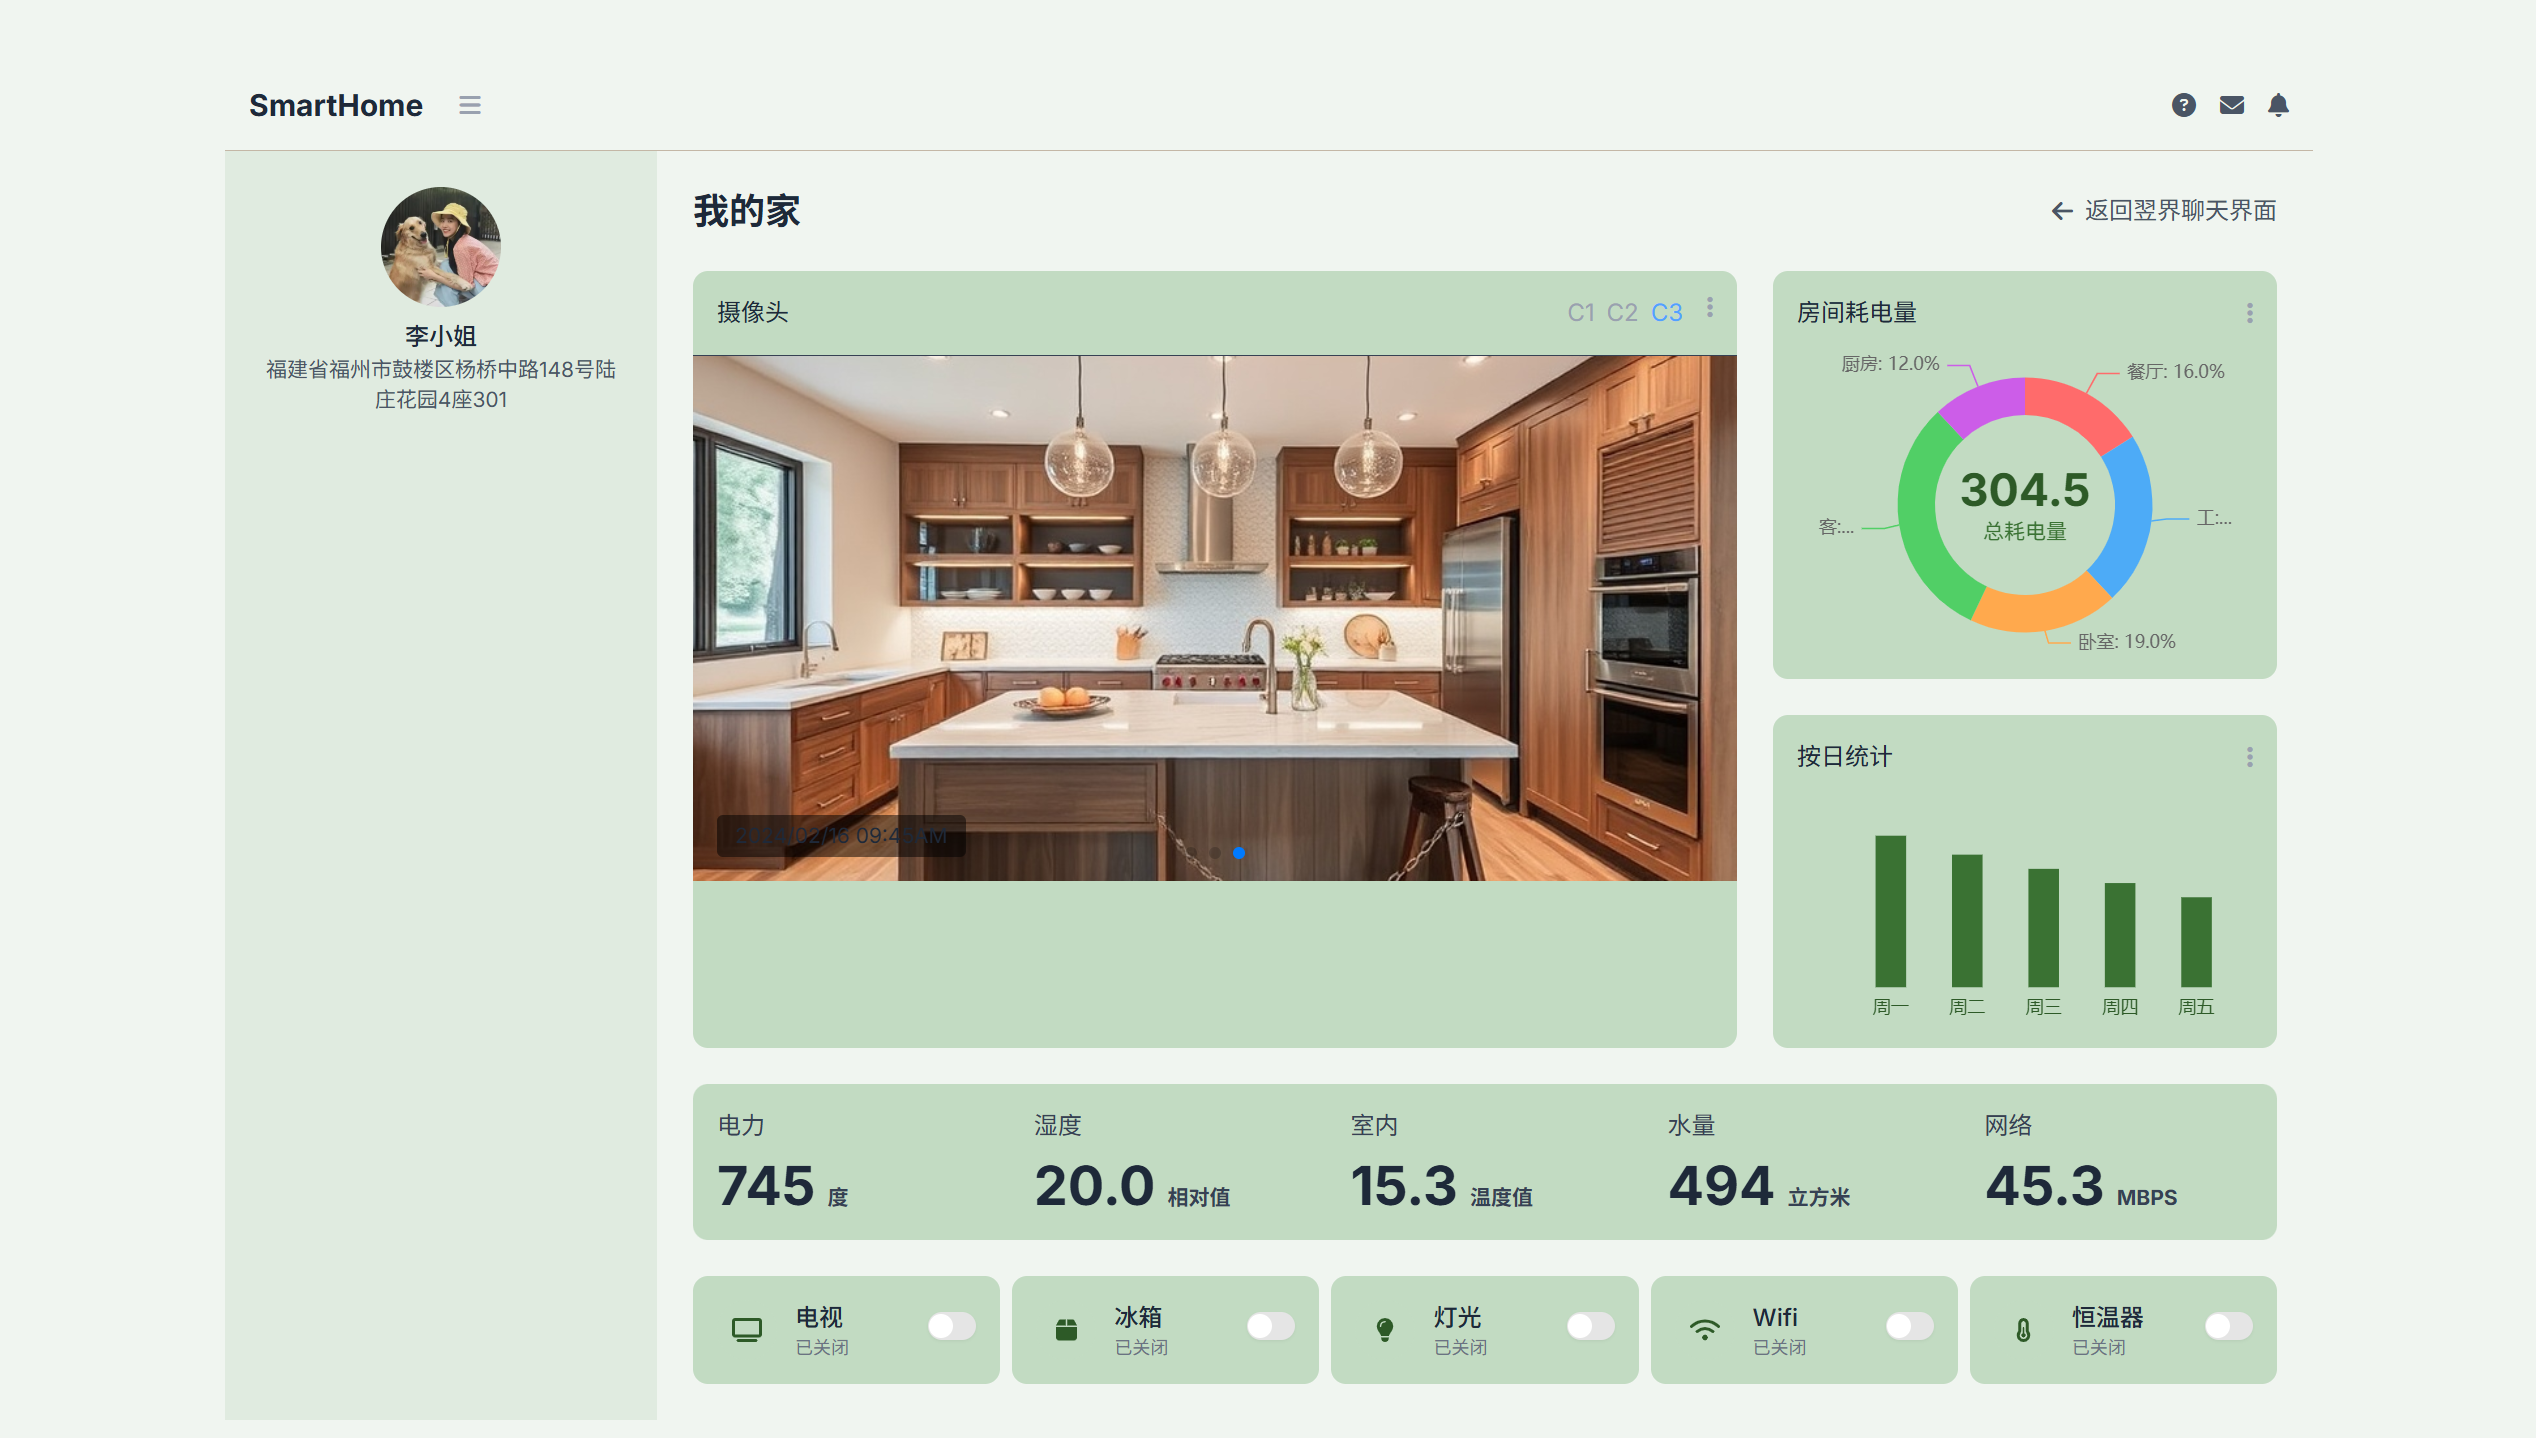 SmartHome
李小姐
福建省福州市鼓楼区杨桥中路148号陆
庄花园4座301
我的家
返回翌界聊天界面
摄像头
C1 C2 C3
2024/02/16 09:43AM
房间耗电量
厨房: 12.0%
餐厅: 16.0%
304.5
总耗电量
客:...
工:...
卧室: 19.0%
按日统计
周一 周二 周三 周四 周五
电力
745 度
湿度
20.0 相对值
室内
15.3 温度值
水量
494 立方米
网络
45.3 MBPS
电视
已关闭
冰箱
已关闭
灯光
已关闭
Wifi
已关闭
恒温器
已关闭